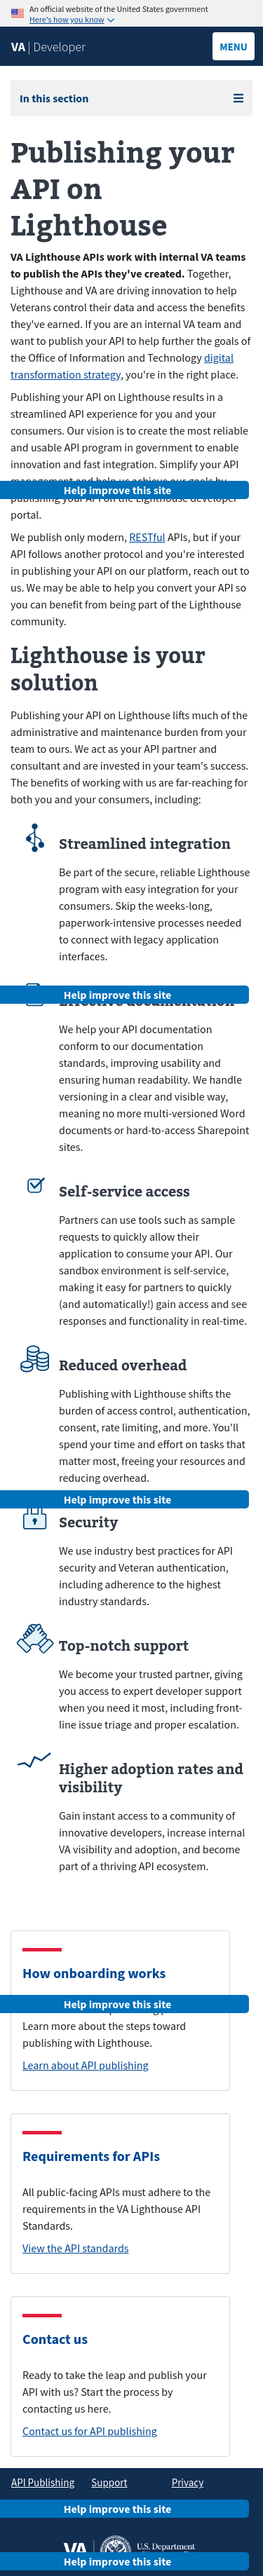 An official website of the United States government
Here's how you know
VA | Developer
MENU
In this section
Publishing your
API on
Lighthouse
VA Lighthouse APIs work with internal VA teams
to publish the APIs they've created. Together,
Lighthouse and VA are driving innovation to help
Veterans control their data and access the benefits
they've earned. If you are an internal VA team and
want to publish your API to help further the goals of
the Office of Information and Technology digital
transformation strategy, you're in the right place.
Publishing your API on Lighthouse results in a
streamlined API experience for you and your
consumers. Our vision is to create the most reliable
and usable API program in government to enable
innovation and fast integration. Simplify your API
management and help us achieve our goals by
Help improve this site
publishing your API on the Lighthouse developer
portal.
We publish only modern, RESTful APIs, but if your
API follows another protocol and you're interested
in publishing your API on our platform, reach out to
us. We may be able to help you convert your API so
you can benefit from being part of the Lighthouse
community.
Lighthouse is your
solution
Publishing your API on Lighthouse lifts much of the
administrative and maintenance burden from your
team to ours. We act as your API partner and
consultant and are invested in your team's success.
The benefits of working with us are far-reaching for
both you and your consumers, including:
Streamlined integration
Be part of the secure, reliable Lighthouse
program with easy integration for your
consumers. Skip the weeks-long,
paperwork-intensive processes needed
to connect with legacy application
interfaces.
Help improve this site
Effective documentation
We help your API documentation
conform to our documentation
standards, improving usability and
ensuring human readability. We handle
versioning in a clear and visible way,
meaning no more multi-versioned Word
documents or hard-to-access Sharepoint
sites.
Self-service access
Partners can use tools such as sample
requests to quickly allow their
application to consume your API. Our
sandbox environment is self-service,
making it easy for partners to quickly
(and automatically!) gain access and see
responses and functionality in real-time.
Reduced overhead
Publishing with Lighthouse shifts the
burden of access control, authentication,
consent, rate limiting, and more. You'll
spend your time and effort on tasks that
matter most, freeing your resources and
reducing overhead.
Help improve this site
Security
We use industry best practices for API
security and Veteran authentication,
including adherence to the highest
industry standards.
Top-notch support
We become your trusted partner, giving
you access to expert developer support
when you need it most, including front-
line issue triage and proper escalation.
Higher adoption rates and
visibility
Gain instant access to a community of
innovative developers, increase internal
VA visibility and adoption, and become
part of a thriving API ecosystem.
How onboarding works
Help improve this site
Learn more about the steps toward
publishing with Lighthouse.
Learn about API publishing
Requirements for APIs
All public-facing APIs must adhere to the
requirements in the VA Lighthouse API
Standards.
View the API standards
Contact us
Ready to take the leap and publish your
API with us? Start the process by
contacting us here.
Contact us for API publishing
API Publishing Support Privacy
Help improve this site
VA U.S. Department
Help improve this site